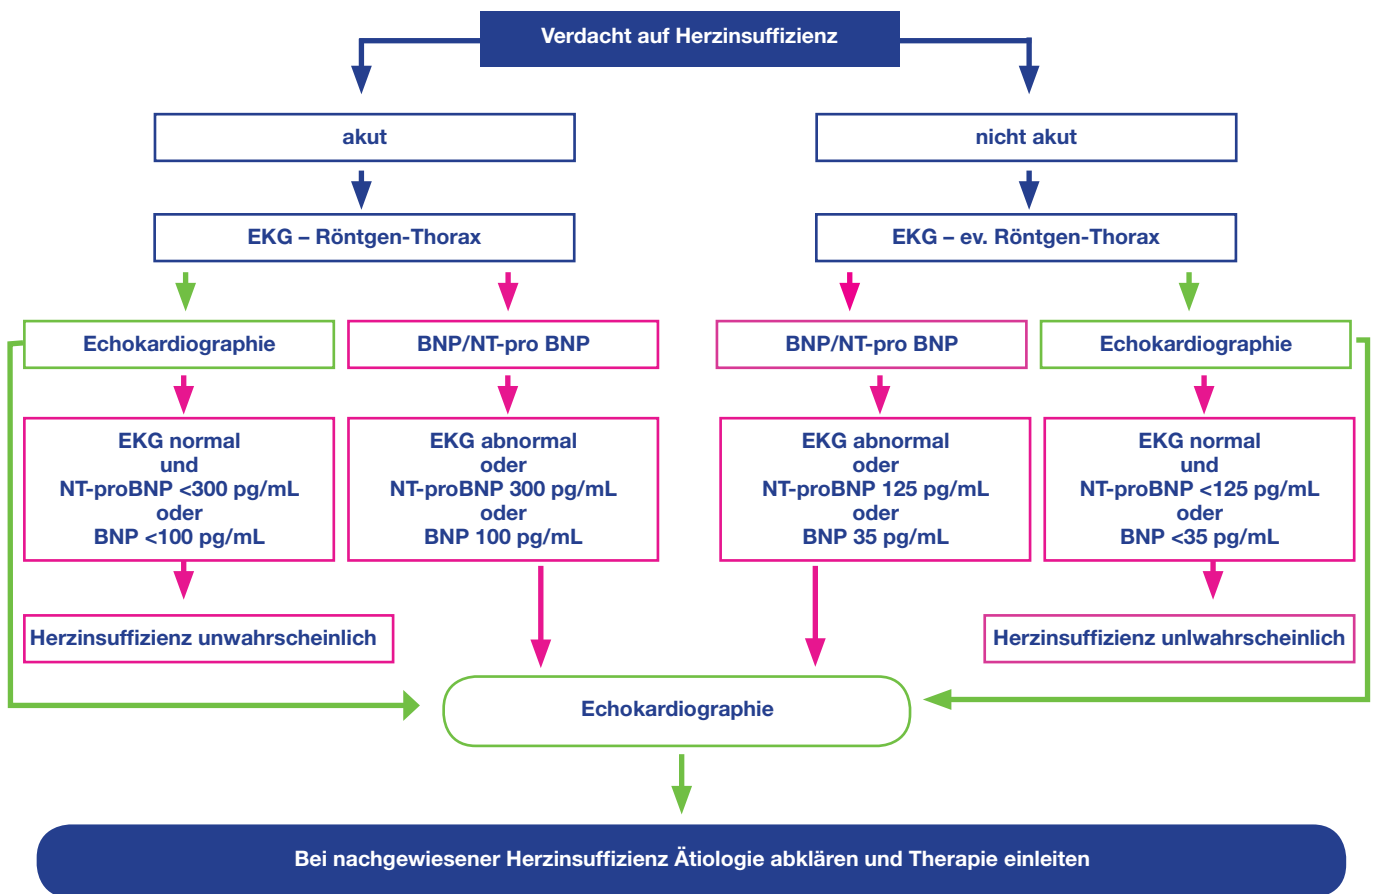 Verdacht auf Herzinsuffizienz
akut
nicht akut
EKG – Röntgen-Thorax
EKG – ev. Röntgen-Thorax
Echokardiographie
BNP/NT-pro BNP
BNP/NT-pro BNP
Echokardiographie
EKG normal
und
NT-proBNP <300 pg/mL
oder
BNP <100 pg/mL
EKG abnormal
oder
NT-proBNP 300 pg/mL
oder
BNP 100 pg/mL
EKG abnormal
oder
NT-proBNP 125 pg/mL
oder
BNP 35 pg/mL
EKG normal
und
NT-proBNP <125 pg/mL
oder
BNP <35 pg/mL
Herzinsuffizienz unwahrscheinlich
Herzinsuffizienz unlwahrscheinlich
Echokardiographie
Bei nachgewiesener Herzinsuffizienz Ätiologie abklären und Therapie einleiten